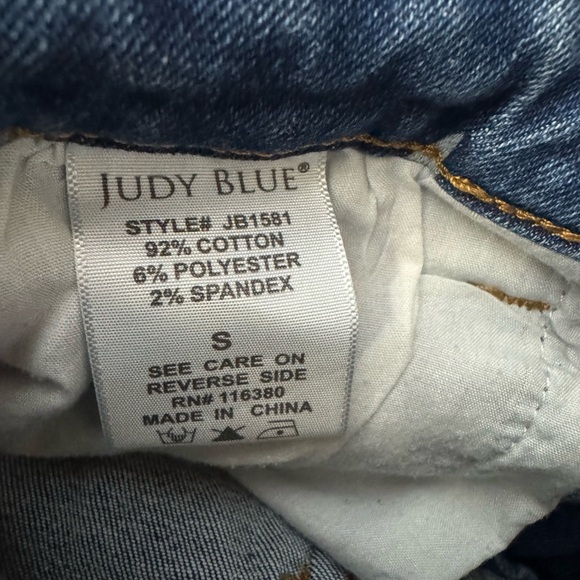 JUDY BLUE®
STYLE# JB1581
92% COTTON
6% POLYESTER
2% SPANDEX
S
SEE CARE ON
REVERSE SIDE
RN# 116380
MADE IN CHINA